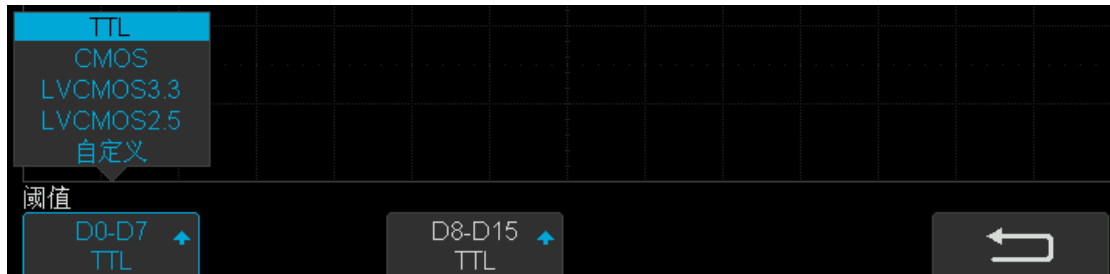 TTL
CMOS
LVCMOS3.3
LVCMOS2.5
自定义
阈值
D0-D7
TTL
D8-D15
TTL